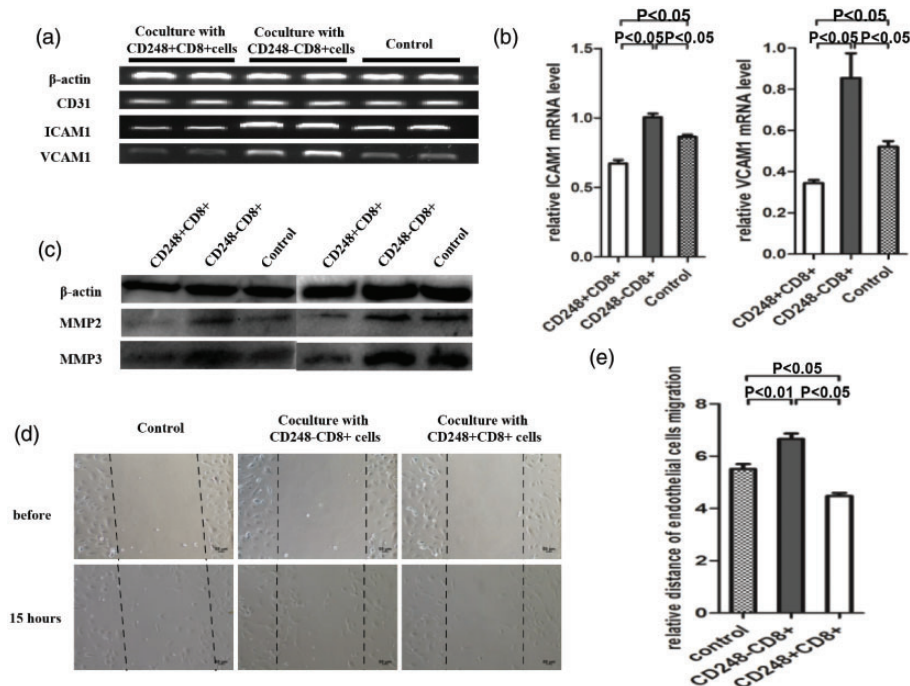 (a)
Coculture with
CD248+CD8+cells
Coculture with
CD248-CD8+cells
Control
β-actin
CD31
ICAM1
VCAM1
(b)
relative ICAM1 mRNA level
P<0.05
P<0.05
P<0.05
1.5
1.0
0.5
0.0
CD248+CD8+
CD248-CD8+
Control
relative VCAM1 mRNA level
P<0.05
P<0.05
P<0.05
1.0
0.8
0.6
0.4
0.2
0.0
CD248+CD8+
CD248-CD8+
Control
(c)
CD248+CD8+
CD248-CD8+
Control
CD248+CD8+
CD248-CD8+
Control
β-actin
MMP2
MMP3
(d)
Control
Coculture with
CD248-CD8+ cells
Coculture with
CD248+CD8+ cells
before
15 hours
(e)
relative distance of endothelial cells migration
P<0.05
P<0.01
P<0.05
8
6
4
2
0
control
CD248-CD8+
CD248+CD8+